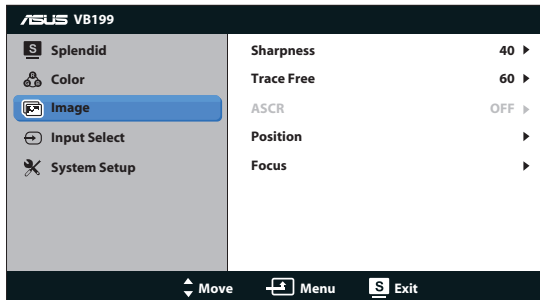 ASUS VB199
S Splendid
Color
Image
Input Select
System Setup
Sharpness 40
Trace Free 60
ASCR OFF
Position
Focus
Move Menu S Exit